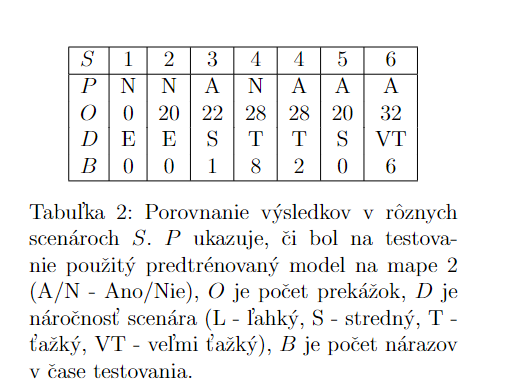 S 1 2 3 4 4 5 6
P N N A N A A A
O 0 20 22 28 28 20 32
D E E S T T S VT
B 0 0 1 8 2 0 6
Tabuľka 2: Porovnanie výsledkov v rôznych
scenároch S. P ukazuje, či bol na testova-
nie použitý predtrénovaný model na mape 2
(A/N - Ano/Nie), O je počet prekážok, D je
náročnosť scenára (L - ľahký, S - stredný, T -
ťažký, VT - veľmi ťažký), B je počet nárazov
v čase testovania.